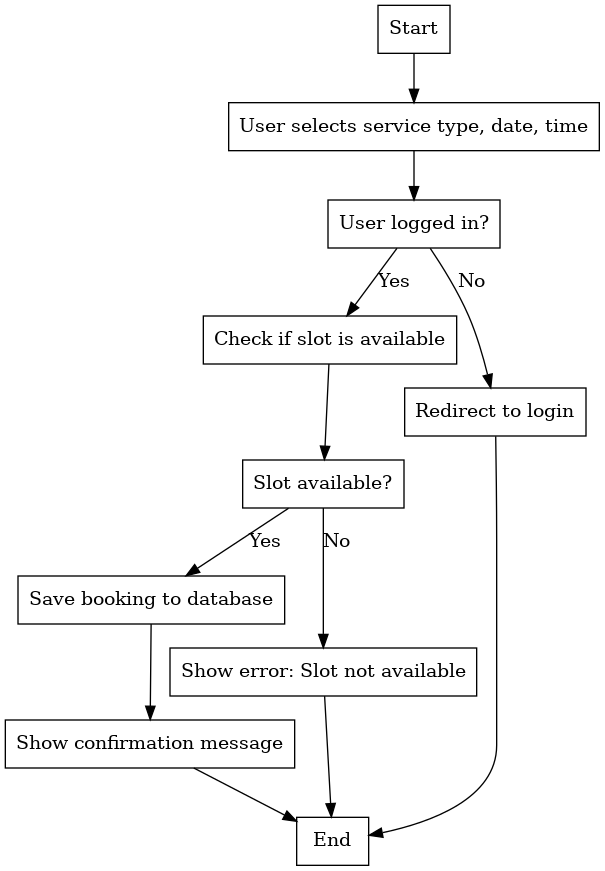 Start
User selects service type, date, time
User logged in?
Yes
No
Check if slot is available
Redirect to login
Slot available?
Yes
No
Save booking to database
Show error: Slot not available
Show confirmation message
End